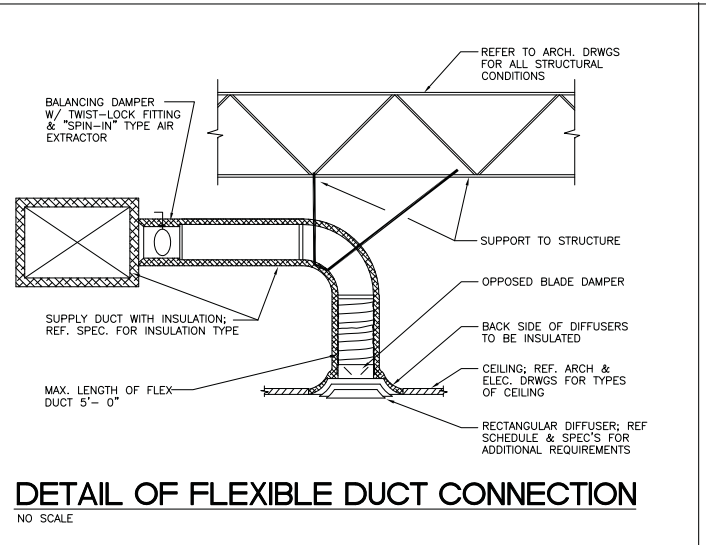 REFER TO ARCH. DRWGS
FOR ALL STRUCTURAL
CONDITIONS
BALANCING DAMPER
W/ TWIST-LOCK FITTING
& "SPIN-IN" TYPE AIR
EXTRACTOR
SUPPORT TO STRUCTURE
OPPOSED BLADE DAMPER
SUPPLY DUCT WITH INSULATION;
REF. SPEC. FOR INSULATION TYPE
BACK SIDE OF DIFFUSERS
TO BE INSULATED
CEILING; REF. ARCH &
ELEC. DRWGS FOR TYPES
OF CEILING
MAX. LENGTH OF FLEX
DUCT 5'- 0"
RECTANGULAR DIFFUSER; REF
SCHEDULE & SPEC'S FOR
ADDITIONAL REQUIREMENTS
DETAIL OF FLEXIBLE DUCT CONNECTION
NO SCALE